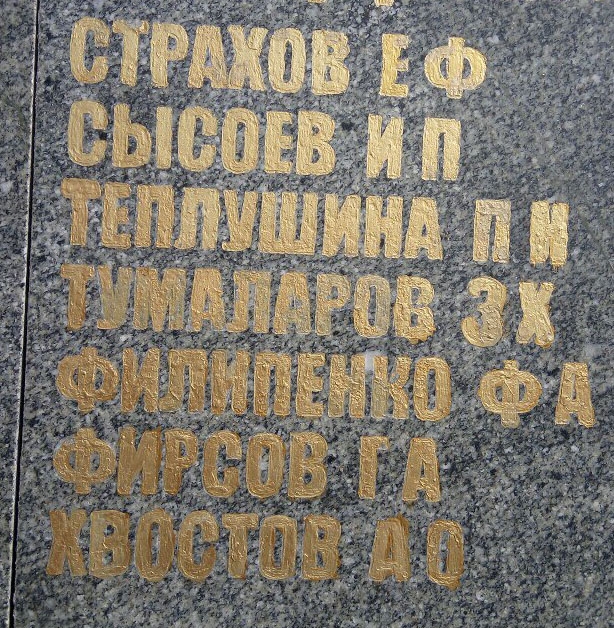 СТРАХОВ Е Ф
СЫСОЕВ И П
ТЕПЛУШИНА П И
ТУМАЛАРОВ З Х
ФИЛИПЕНКО Ф А
ФИРСОВ Г А
ХВОСТОВ А О